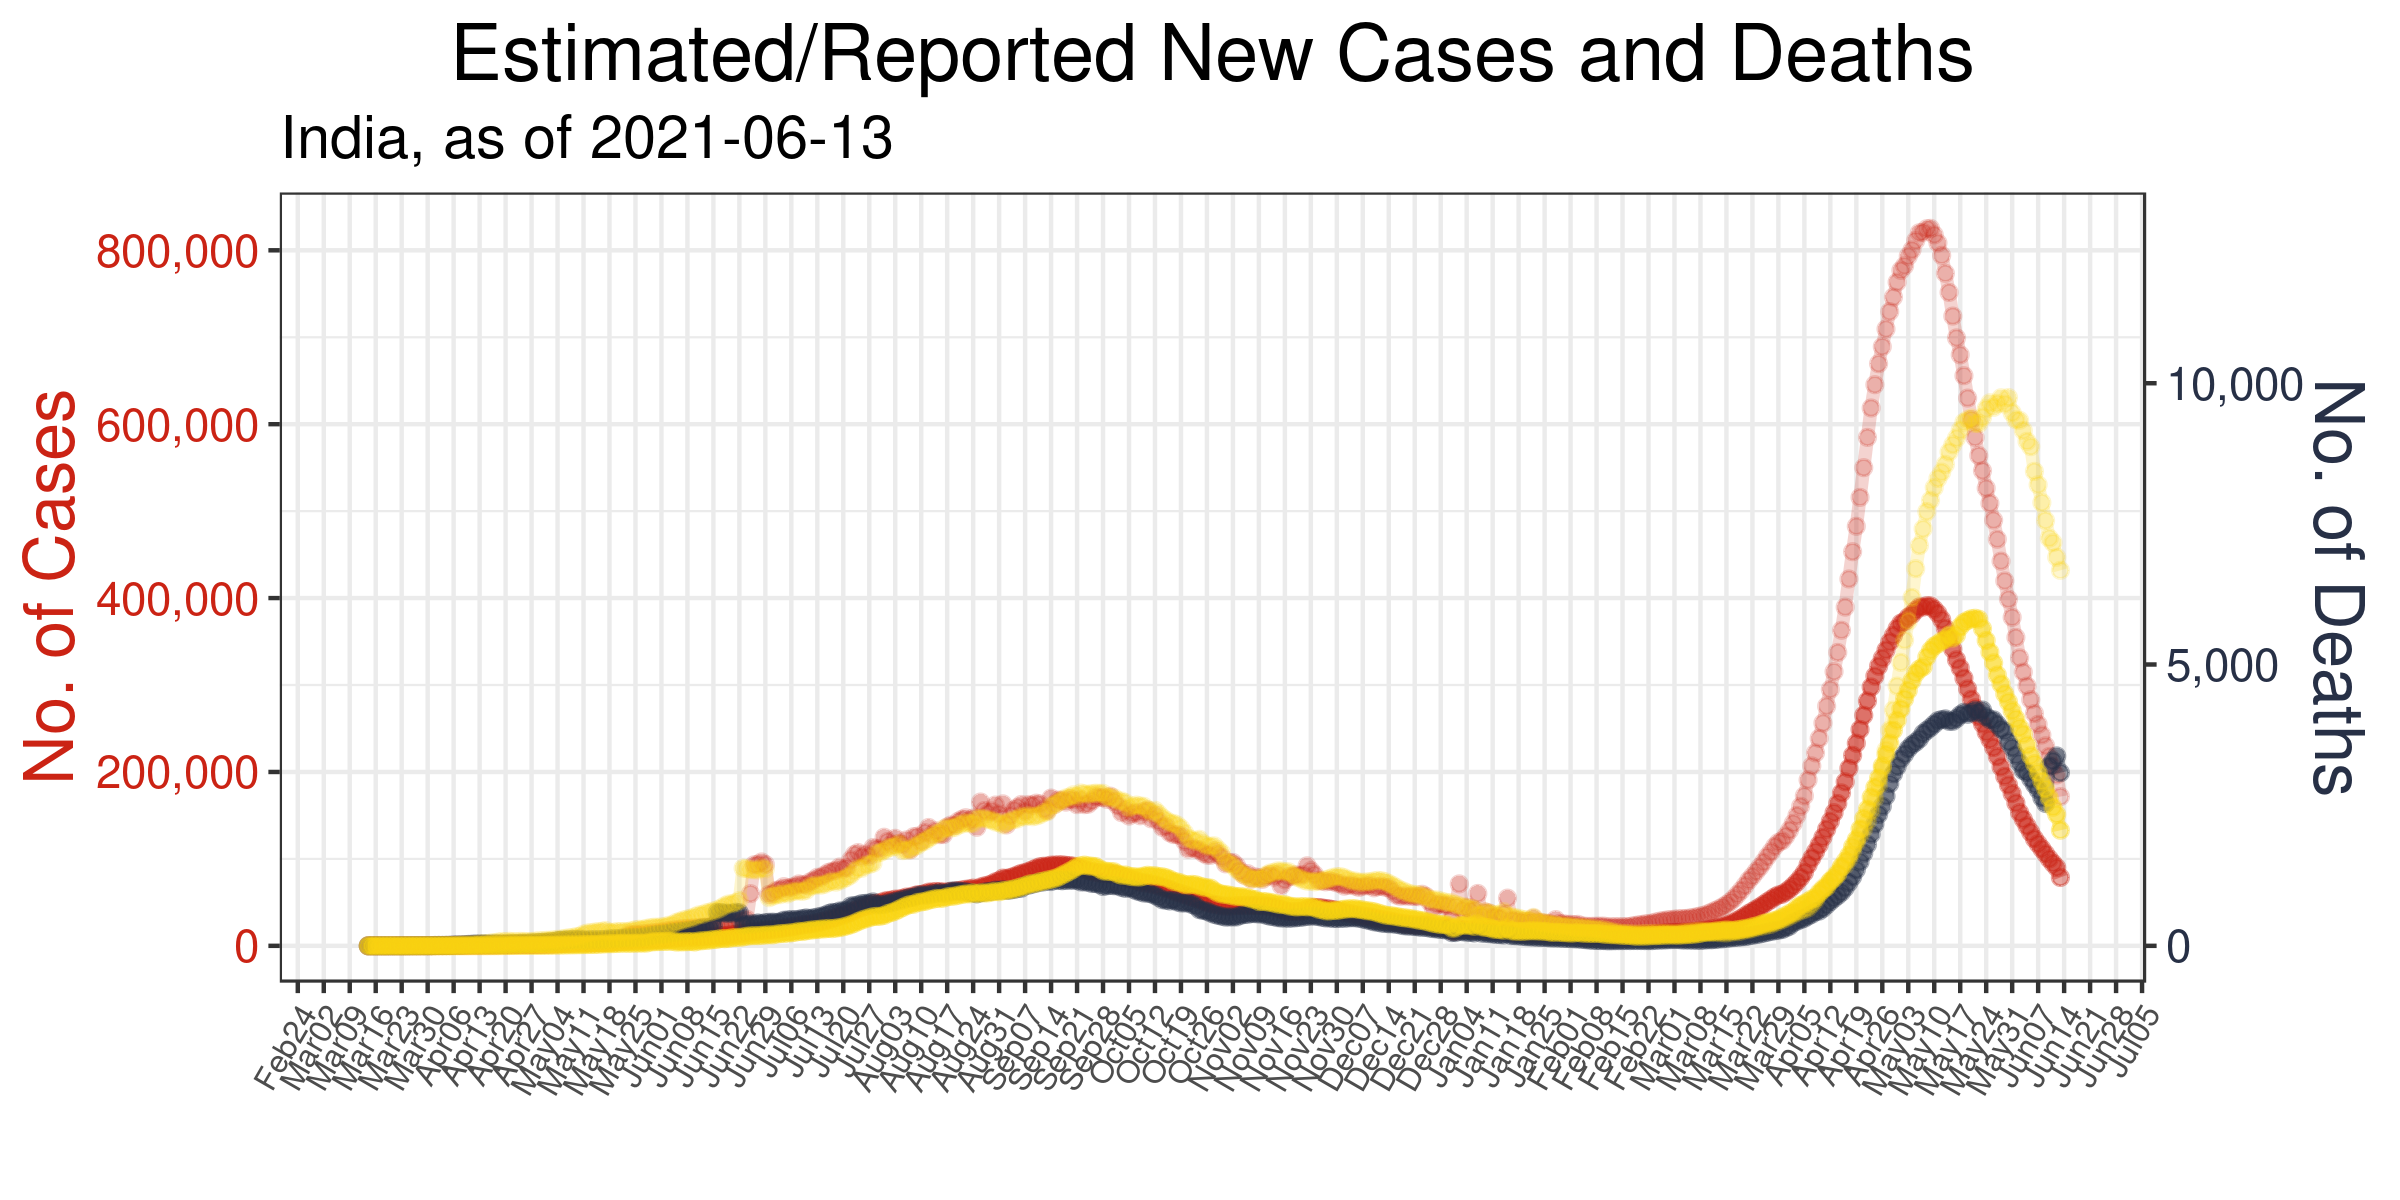 Estimated/Reported New Cases and Deaths
India, as of 2021-06-13
No. of Cases
800,000
600,000
400,000
200,000
0
10,000
5,000
0
No. of Deaths
Feb24
Mar02
Mar09
Mar16
Mar23
Mar30
Apr06
Apr13
Apr20
Apr27
May04
May11
May18
May25
Jun01
Jun08
Jun15
Jun22
Jun29
Jul06
Jul13
Jul20
Jul27
Aug03
Aug10
Aug17
Aug24
Aug31
Sep07
Sep14
Sep21
Sep28
Oct05
Oct12
Oct19
Oct26
Nov02
Nov09
Nov16
Nov23
Nov30
Dec07
Dec14
Dec21
Dec28
Jan04
Jan11
Jan18
Jan25
Feb01
Feb08
Feb15
Feb22
Mar01
Mar08
Mar15
Mar22
Mar29
Apr05
Apr12
Apr19
Apr26
May03
May10
May17
May24
May31
Jun07
Jun14
Jun21
Jun28
Jul05